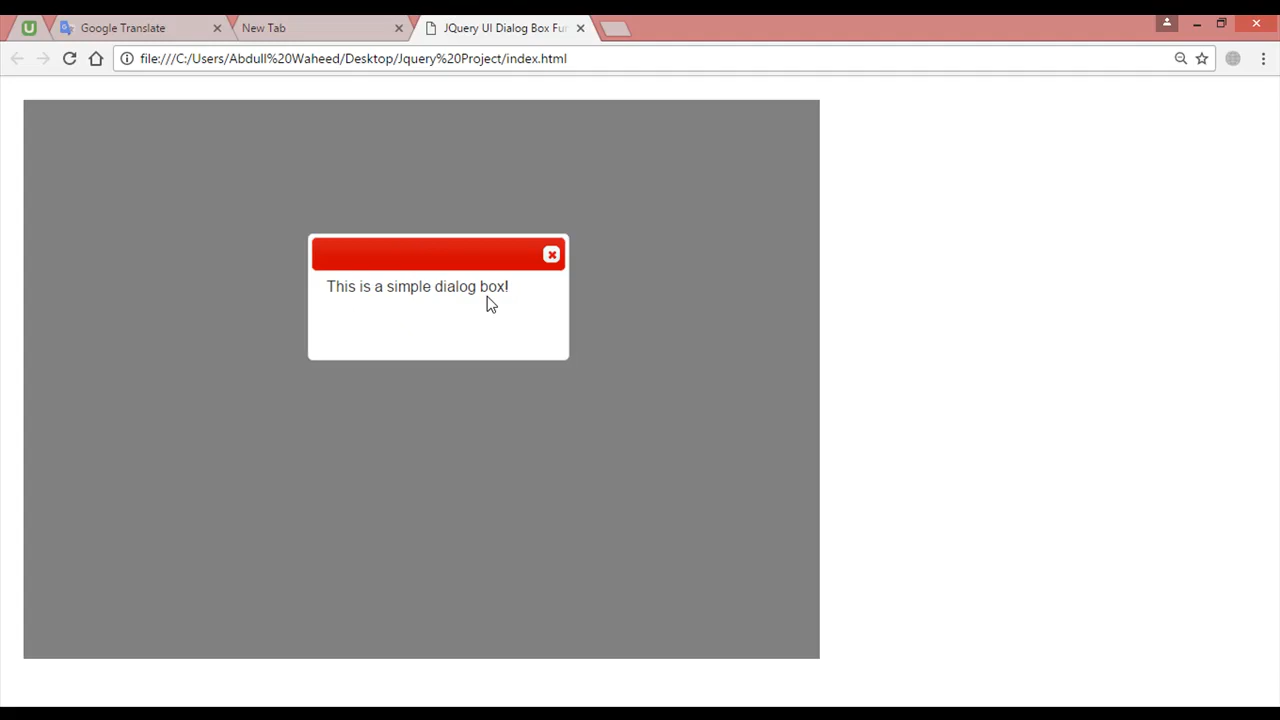 Google Translate
New Tab
JQuery UI Dialog Box Fun
file:///C:/Users/Abdull%20Waheed/Desktop/Jquery%20Project/index.html
This is a simple dialog box!